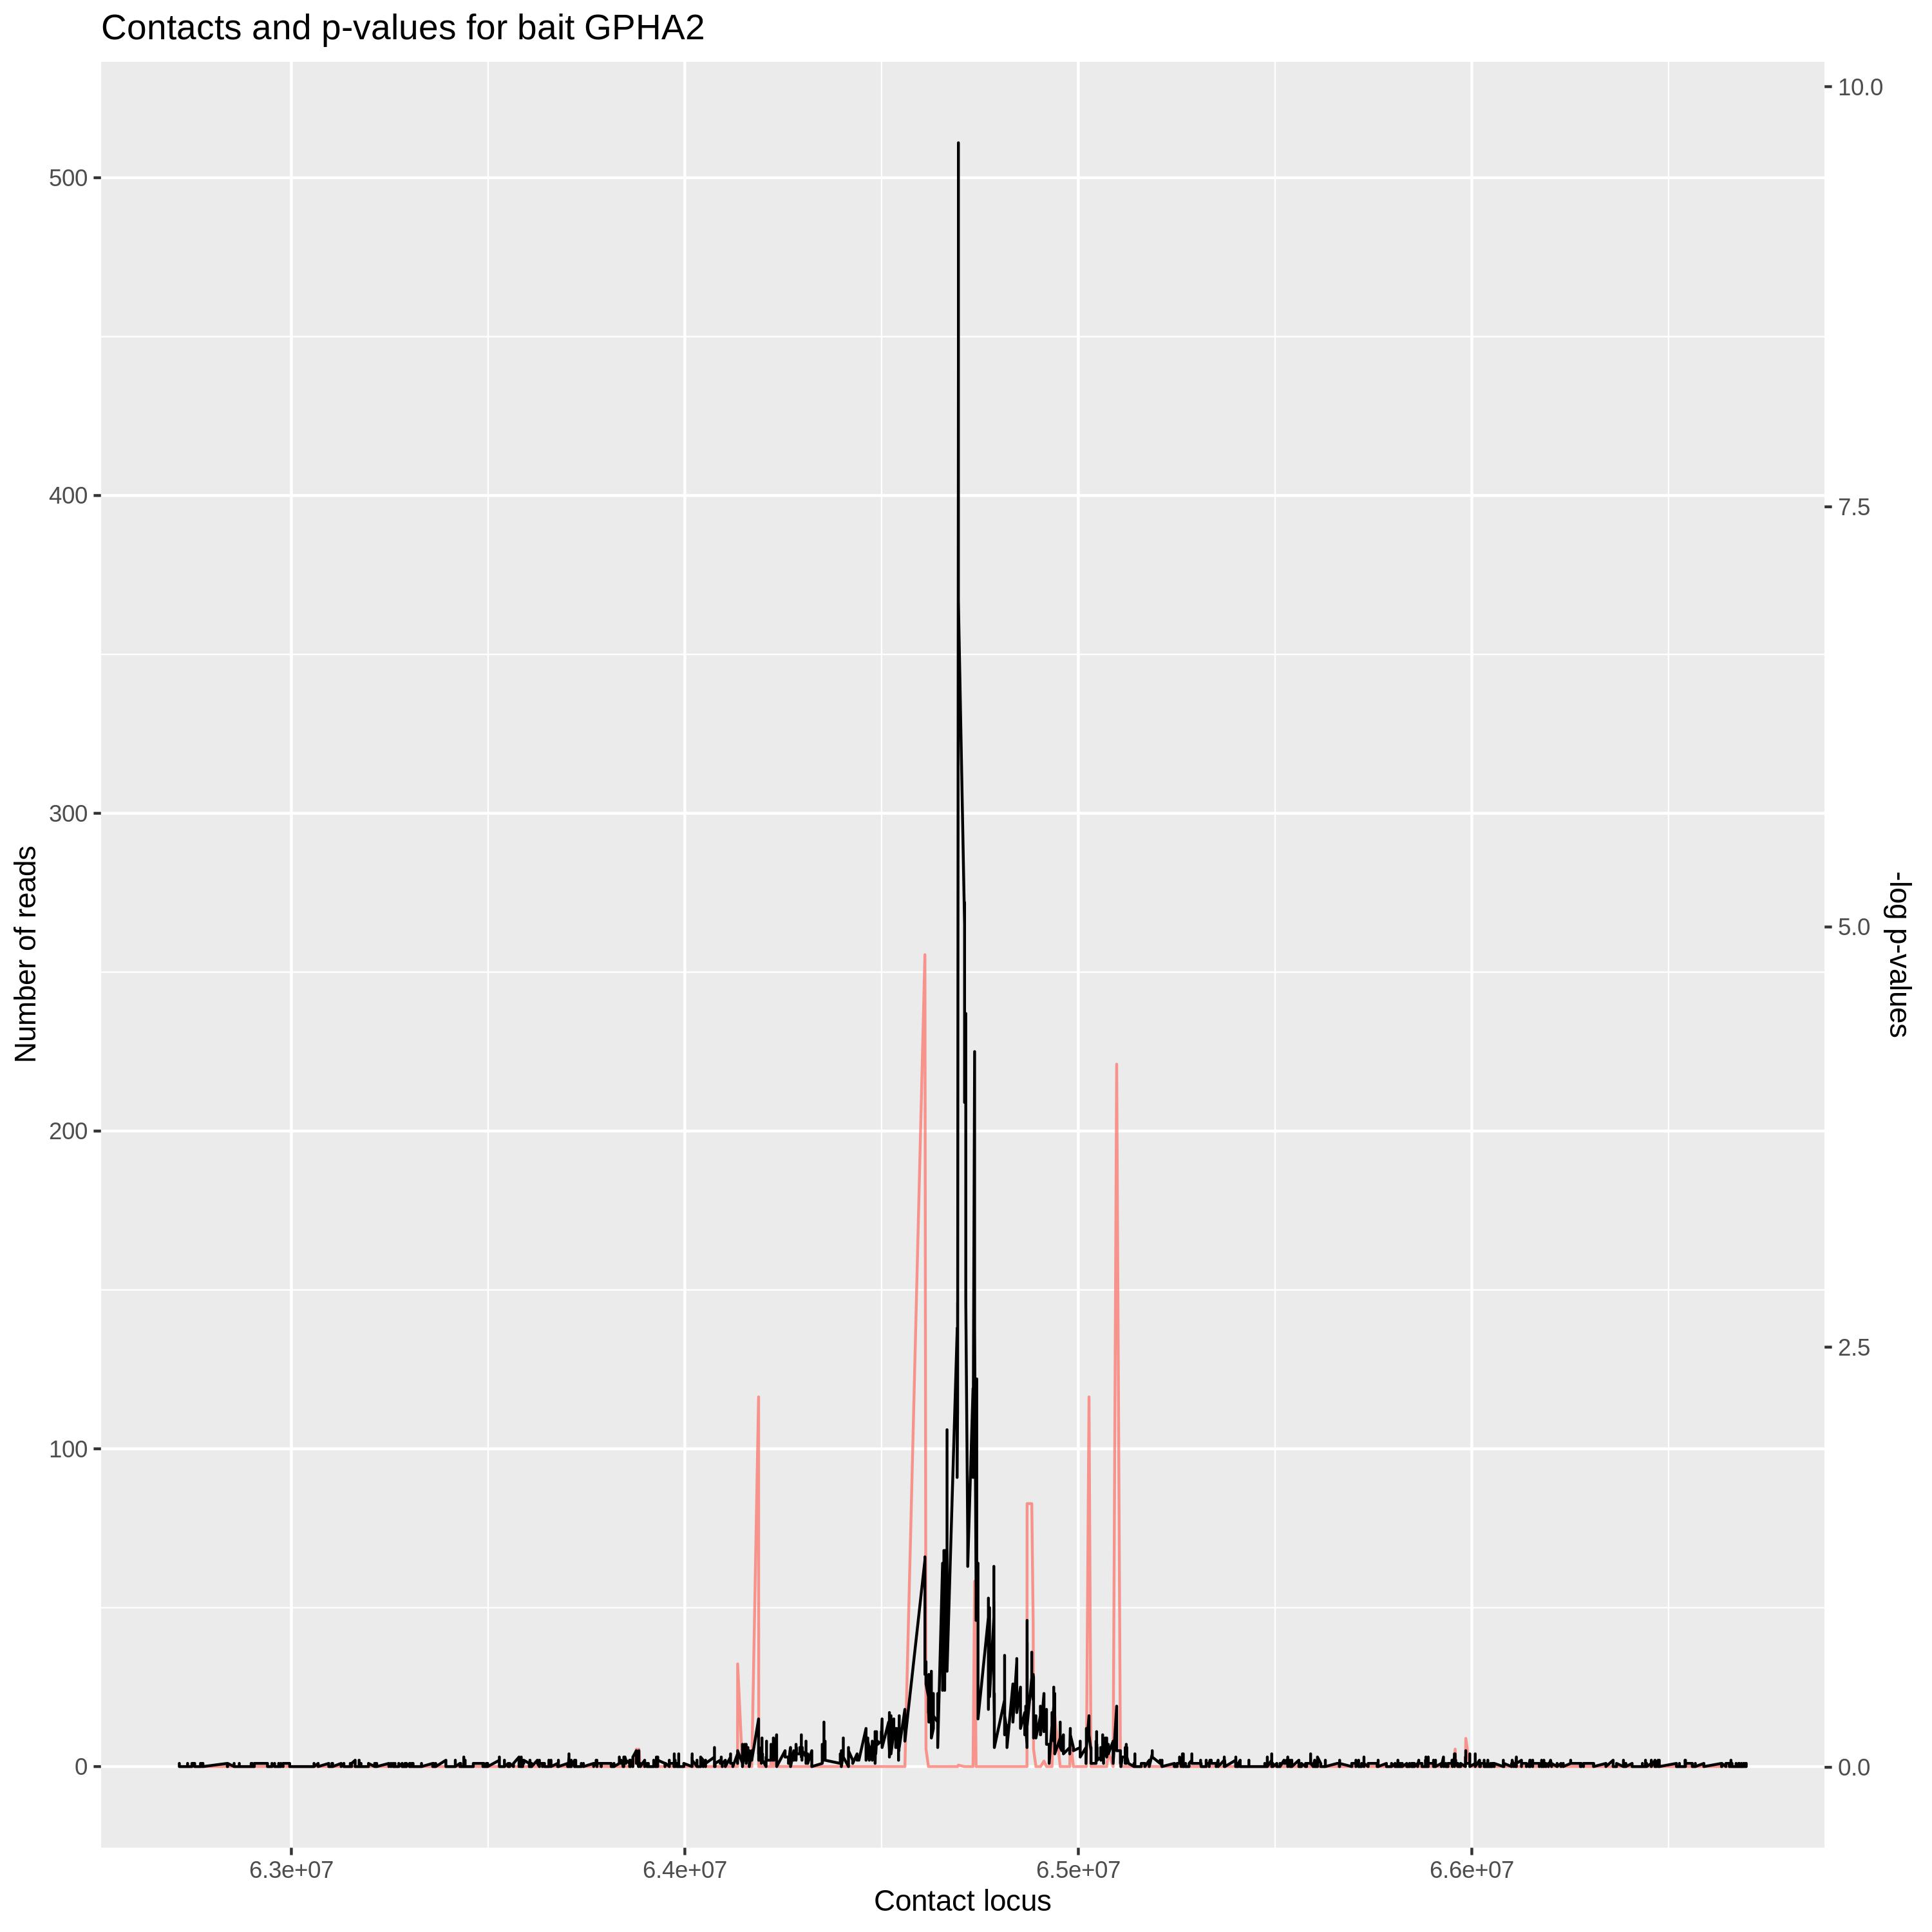 Contacts and p-values for bait GPHA2
10.0
500
400
7.5
300
Number of reads
-log p-values
5.0
200
2.5
100
0
0.0
6.3e+07
6.4e+07
6.5e+07
6.6e+07
Contact locus